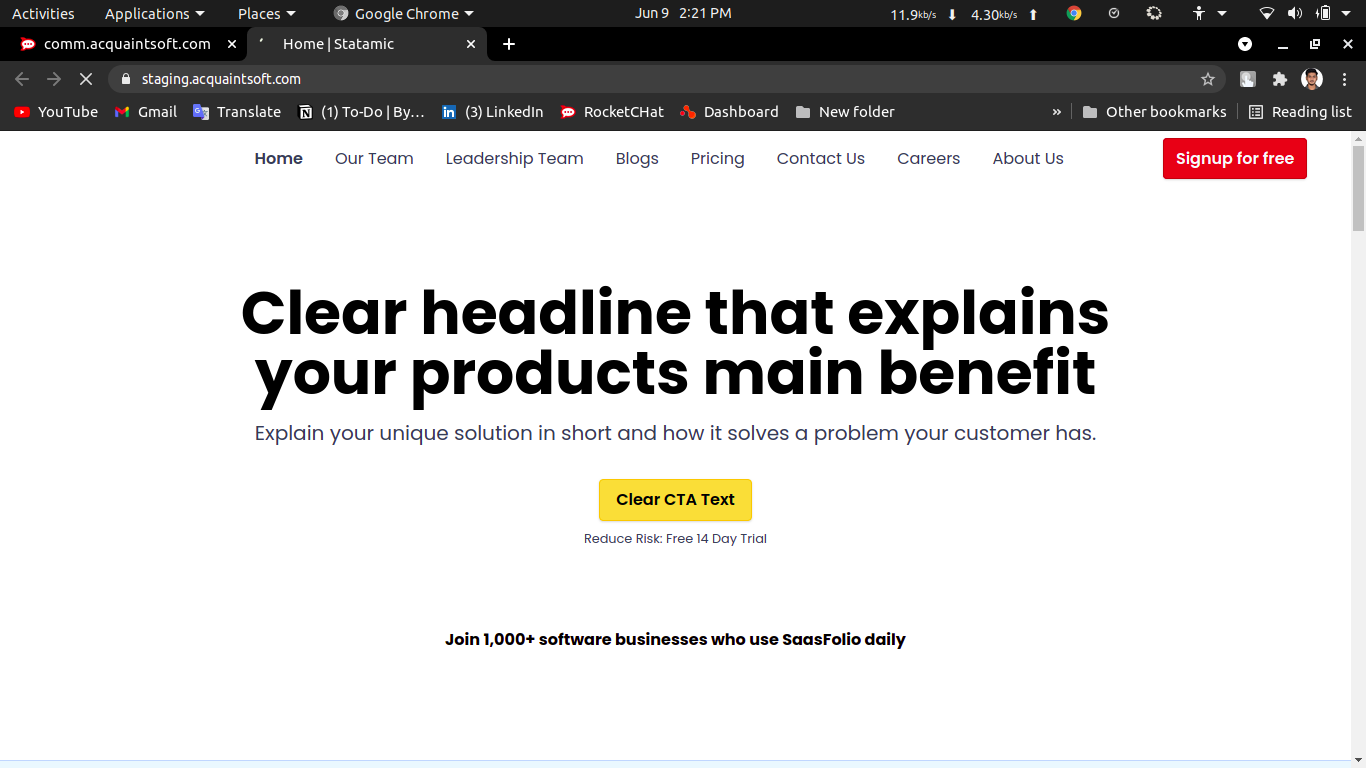 Activities Applications Places Google Chrome Jun 9 2:21 PM 11.9kb/s 4.30kb/s
comm.acquaintsoft.com Home | Statamic
staging.acquaintsoft.com
YouTube Gmail Translate (1) To-Do | By… (3) LinkedIn RocketCHat Dashboard New folder » Other bookmarks Reading list
Home Our Team Leadership Team Blogs Pricing Contact Us Careers About Us Signup for free
Clear headline that explains
your products main benefit
Explain your unique solution in short and how it solves a problem your customer has.
Clear CTA Text
Reduce Risk: Free 14 Day Trial
Join 1,000+ software businesses who use SaasFolio daily